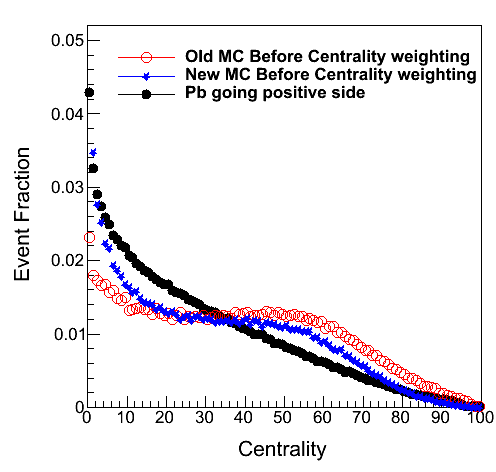 0.05
0.04
0.03
0.02
0.01
0
Event Fraction
Old MC Before Centrality weighting
New MC Before Centrality weighting
Pb going positive side
0 10 20 30 40 50 60 70 80 90 100
Centrality